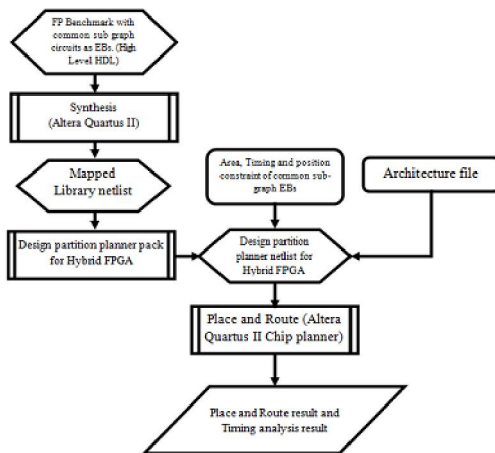 FP Benchmark with
common sub graph
circuits as EBs. (High
Level HDL)
Synthesis
(Altera Quartus II)
Mapped
Library netlist
Area, Timing and position
constraint of common sub-
graph EBs
Architecture file
Design partition planner pack
for Hybrid FPGA
Design partition
planner netlist for
Hybrid FPGA
Place and Route (Altera
Quartus II Chip planner)
Place and Route result and
Timing analysis result